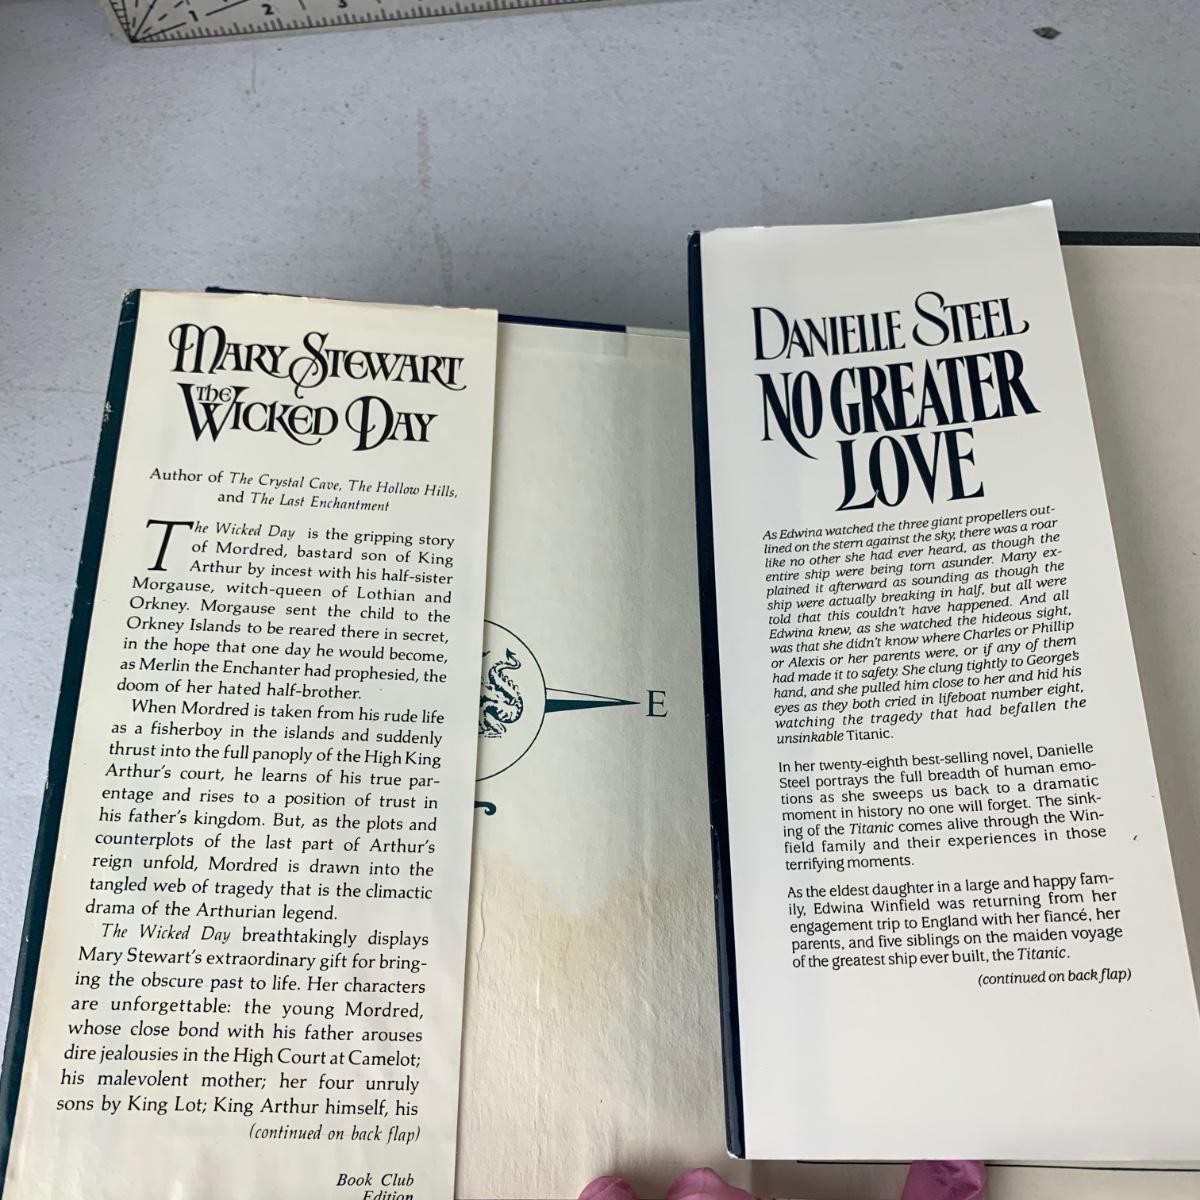 1 2 3
MARY STEWART
THE WICKED DAY
Author of The Crystal Cave, The Hollow Hills,
and The Last Enchantment
The Wicked Day is the gripping story
of Mordred, bastard son of King
Arthur by incest with his half-sister
Morgause, witch-queen of Lothian and
Orkney. Morgause sent the child to the
Orkney Islands to be reared there in secret,
in the hope that one day he would become,
as Merlin the Enchanter had prophesied, the
doom of her hated half-brother.
When Mordred is taken from his rude life
as a fisherboy in the islands and suddenly
thrust into the full panoply of the High King
Arthur's court, he learns of his true par-
entage and rises to a position of trust in
his father's kingdom. But, as the plots and
counterplots of the last part of Arthur's
reign unfold, Mordred is drawn into the
tangled web of tragedy that is the climactic
drama of the Arthurian legend.
The Wicked Day breathtakingly displays
Mary Stewart's extraordinary gift for bring-
ing the obscure past to life. Her characters
are unforgettable: the young Mordred,
whose close bond with his father arouses
dire jealousies in the High Court at Camelot;
his malevolent mother; her four unruly
sons by King Lot; King Arthur himself, his
(continued on back flap)
Book Club
Edition
E
DANIELLE STEEL
NO GREATER
LOVE
As Edwina watched the three giant propellers out-
lined on the stern against the sky, there was a roar
like no other she had ever heard, as though the
entire ship were being torn asunder. Many ex-
plained it afterward as sounding as though the
ship were actually breaking in half, but all were
told that this couldn't have happened. And all
Edwina knew, as she watched the hideous sight,
was that she didn't know where Charles or Phillip
or Alexis or her parents were, or if any of them
had made it to safety. She clung tightly to George's
hand, and she pulled him close to her and hid his
eyes as they both cried in lifeboat number eight,
watching the tragedy that had befallen the
unsinkable Titanic.
In her twenty-eighth best-selling novel, Danielle
Steel portrays the full breadth of human emo-
tions as she sweeps us back to a dramatic
moment in history no one will forget. The sink-
ing of the Titanic comes alive through the Win-
field family and their experiences in those
terrifying moments.
As the eldest daughter in a large and happy fam-
ily, Edwina Winfield was returning from her
engagement trip to England with her fiancé, her
parents, and five siblings on the maiden voyage
of the greatest ship ever built, the Titanic.
(continued on back flap)